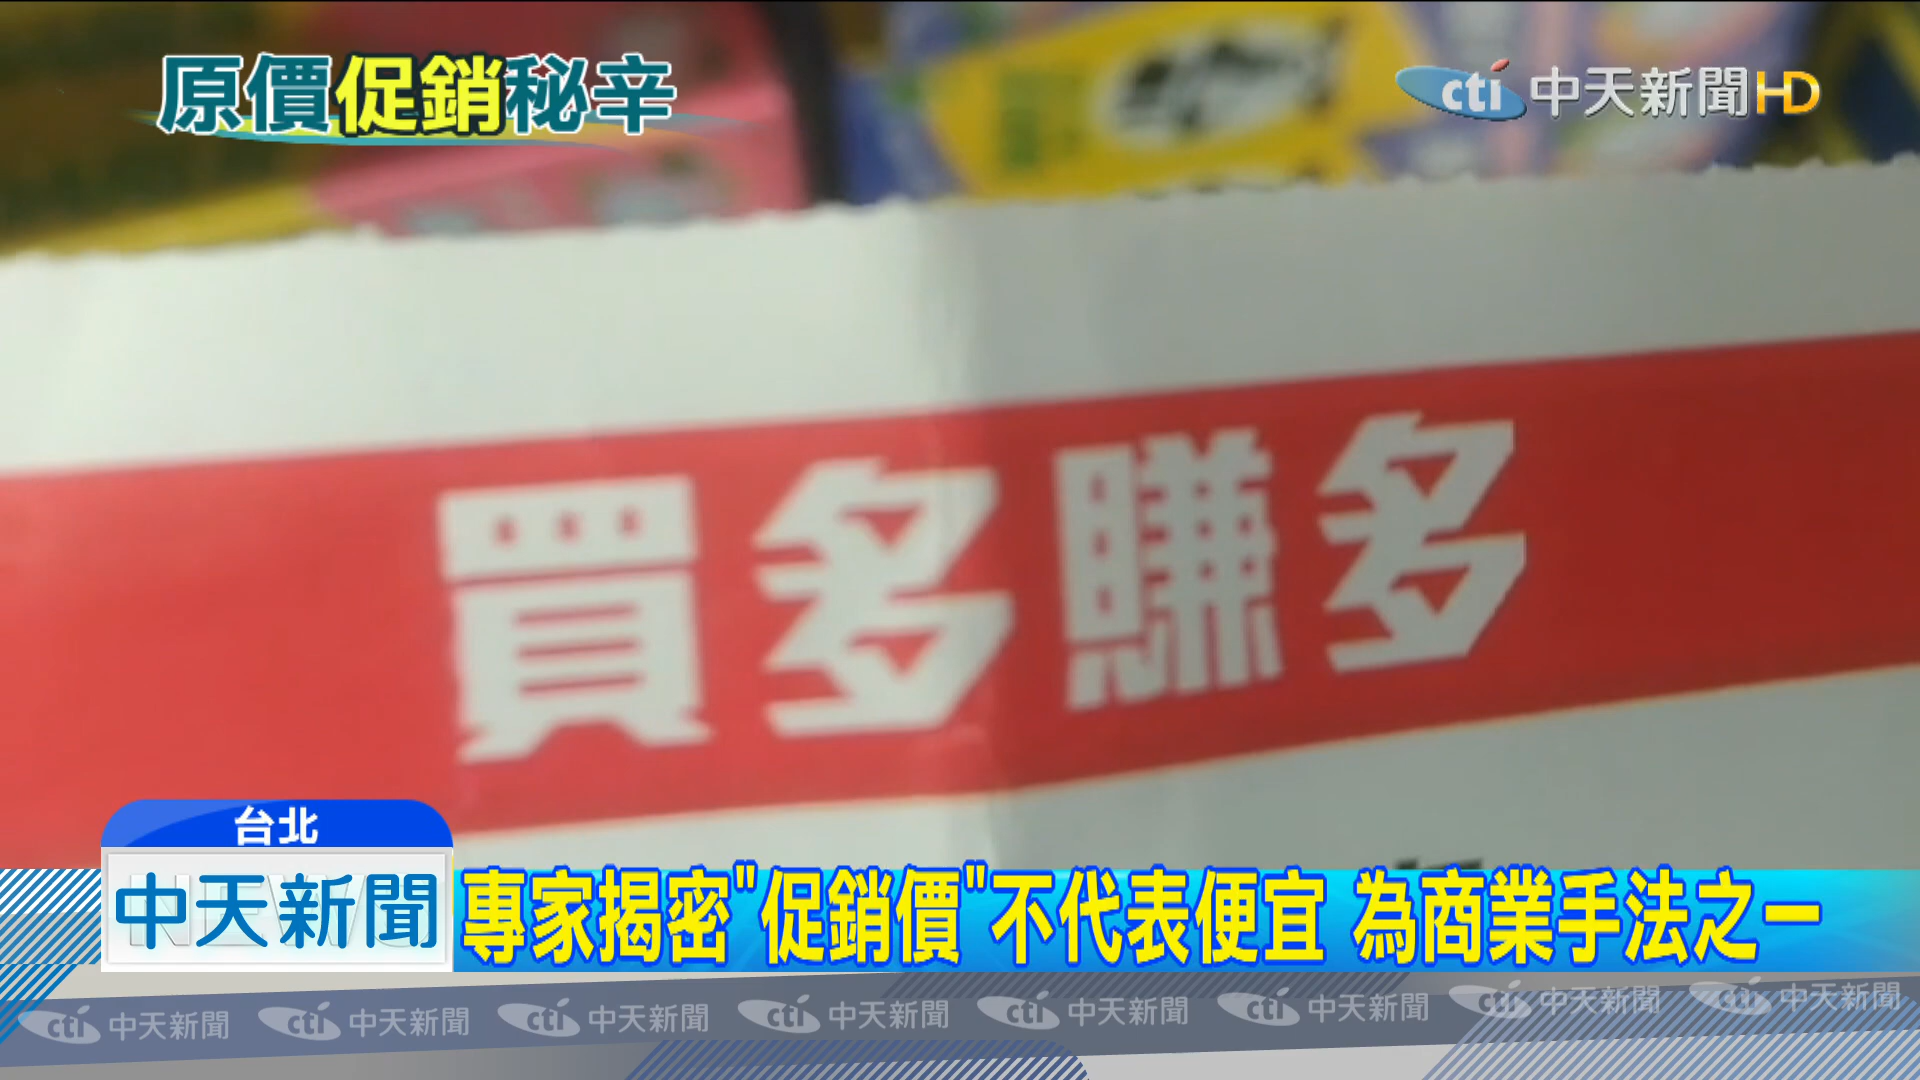 原價促銷秘辛
cti 中天新聞HD
買多賺多
台北
中天新聞
NEWS
專家揭密"促銷價"不代表便宜 為商業手法之一
cti 中天新聞 cti 中天新聞 cti 中天新聞 cti 中天新聞 cti 中天新聞 cti 中天新聞 cti 中天新聞 cti 中天新聞